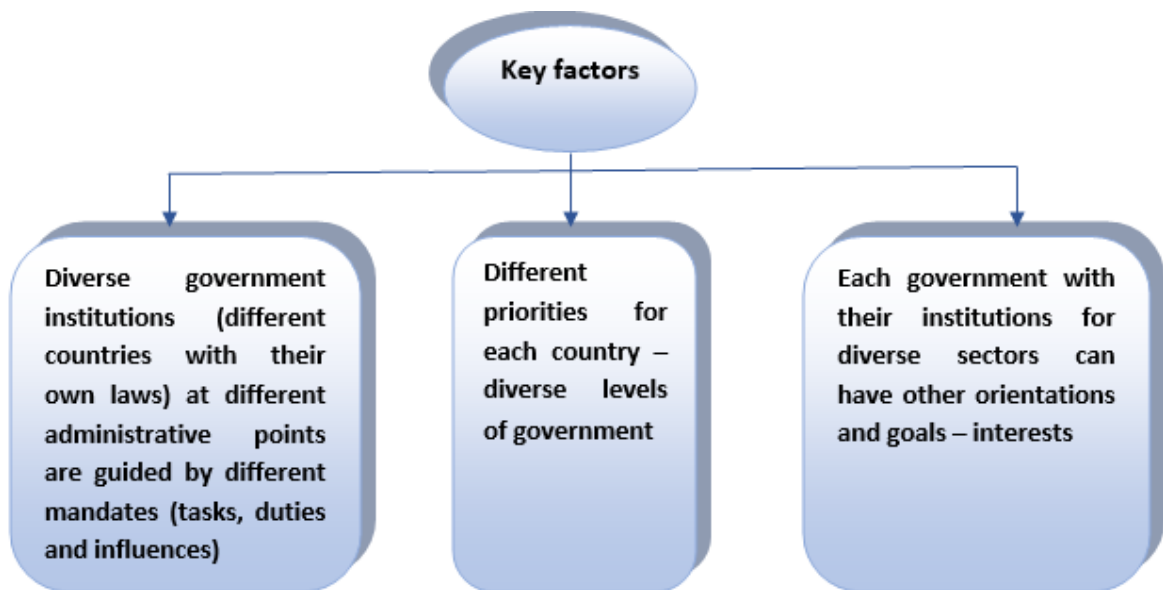 Key factors
Diverse government
institutions (different
countries with their
own laws) at different
administrative points
are guided by different
mandates (tasks, duties
and influences)
Different
priorities for
each country –
diverse levels
of government
Each government with
their institutions for
diverse sectors can
have other orientations
and goals – interests